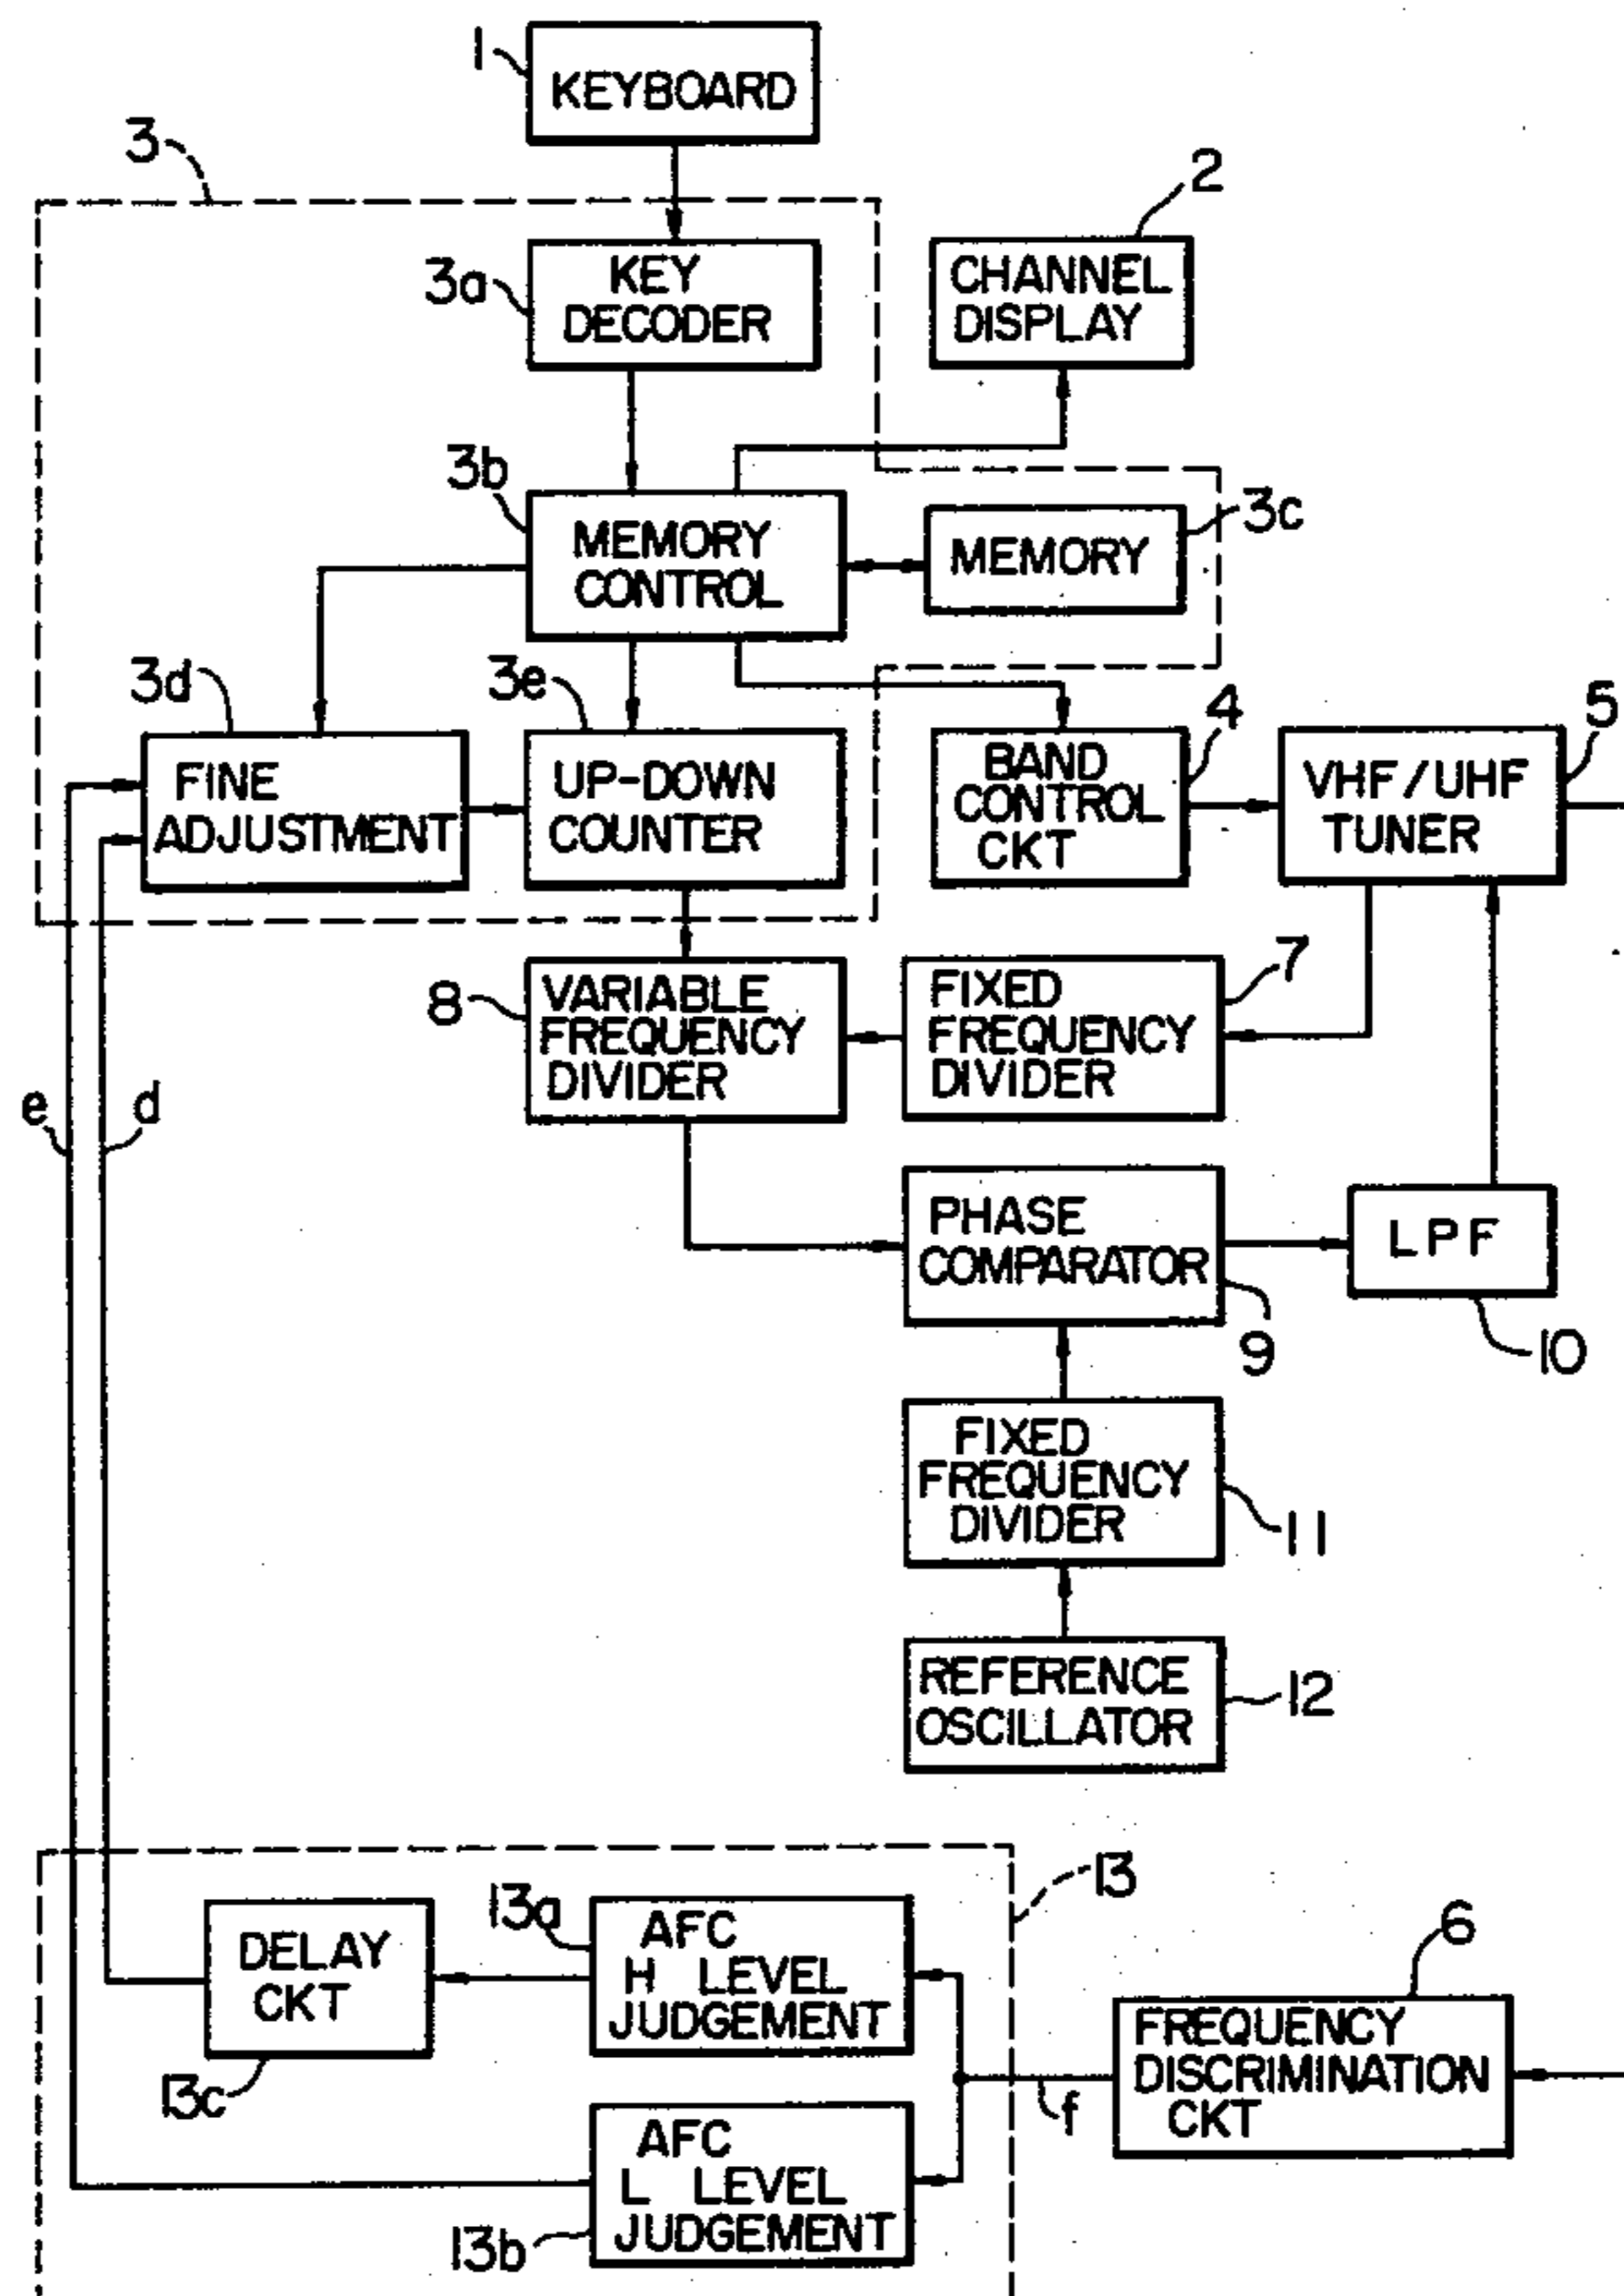 1
KEYBOARD
3
2
3a
KEY
DECODER
CHANNEL
DISPLAY
3b
MEMORY
CONTROL
MEMORY
3c
3d
3e
4
5
FINE
ADJUSTMENT
UP-DOWN
COUNTER
BAND
CONTROL
CKT
VHF/UHF
TUNER
8
VARIABLE
FREQUENCY
DIVIDER
FIXED
FREQUENCY
DIVIDER
7
e
d
PHASE
COMPARATOR
LPF
9
10
FIXED
FREQUENCY
DIVIDER
11
REFERENCE
OSCILLATOR
12
13
13a
6
DELAY
CKT
AFC
H LEVEL
JUDGEMENT
13c
f
FREQUENCY
DISCRIMINATION
CKT
AFC
L LEVEL
JUDGEMENT
13b